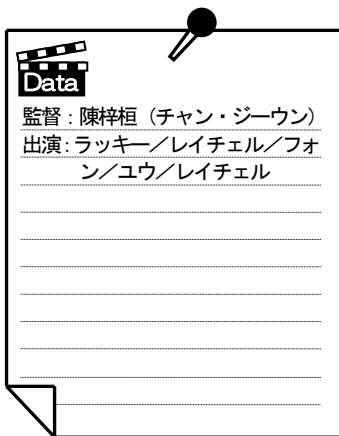 Data
監督：陳梓桓（チャン・ジーウン）
出演：ラッキー／レイチェル／フォ
ン／ユウ／レイチェル